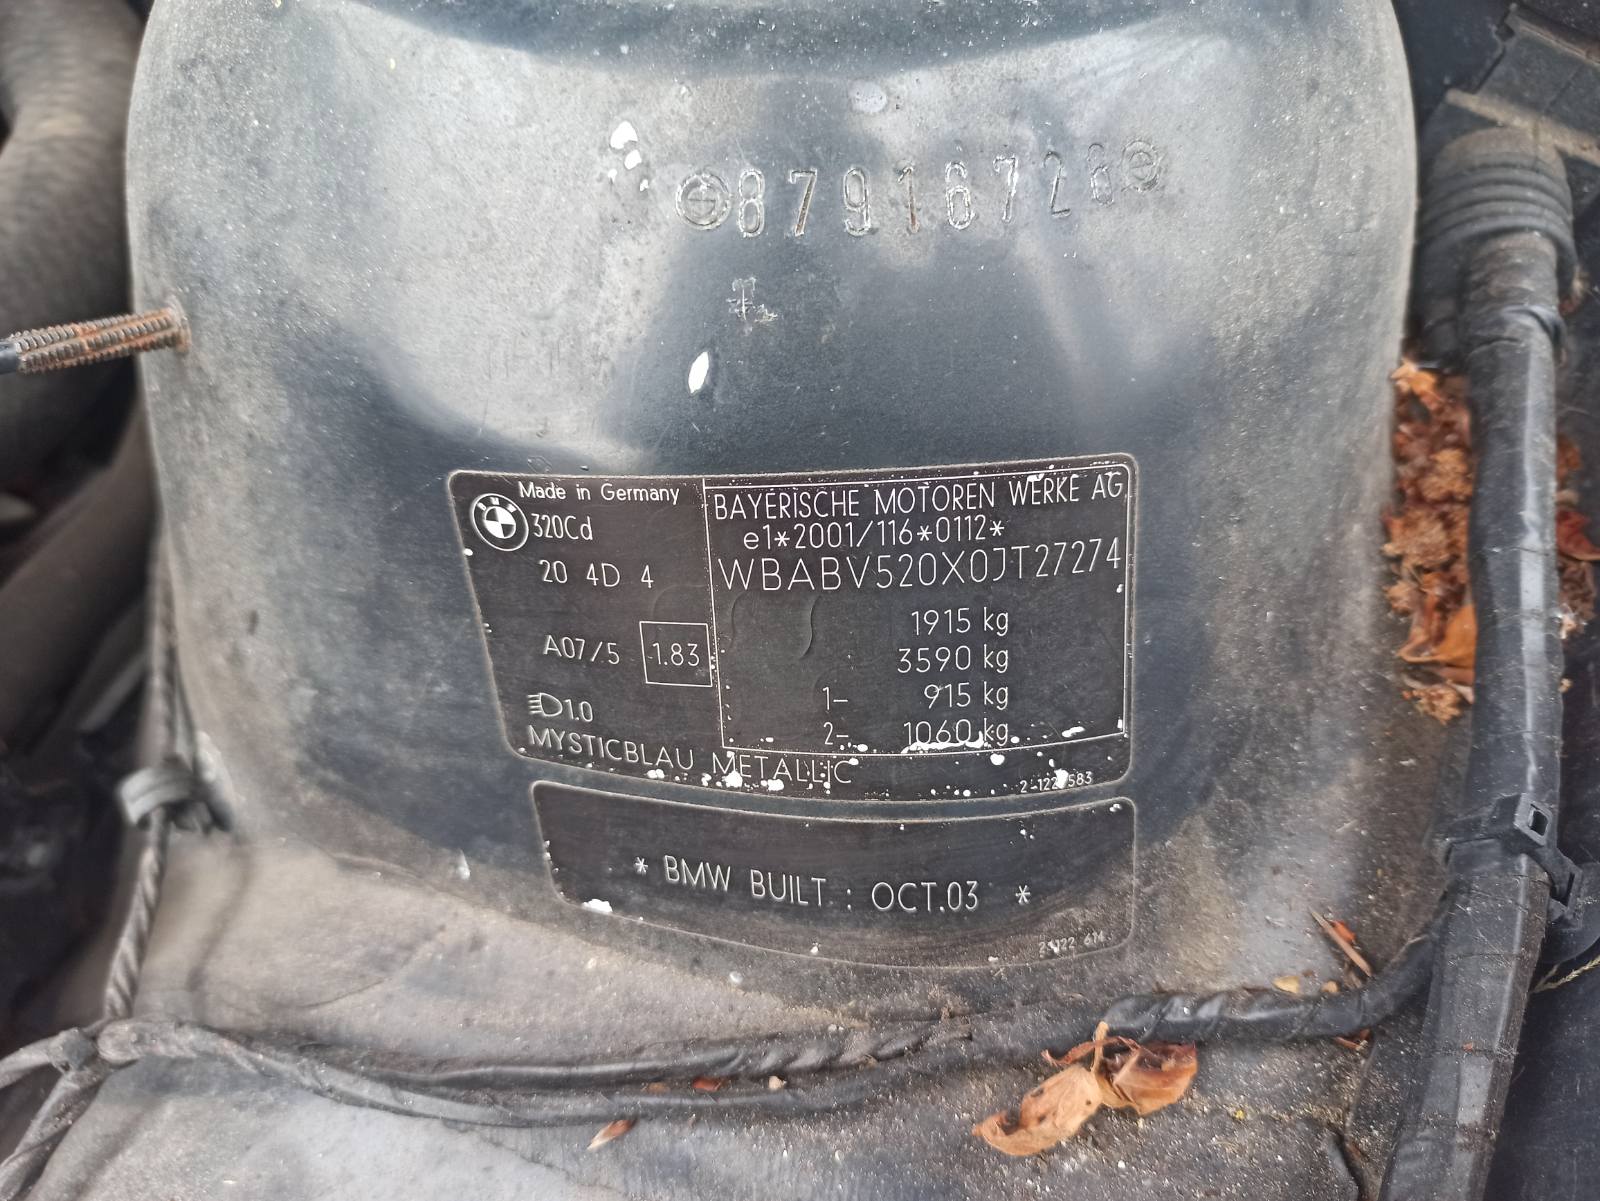 87916728
Made in Germany
320Cd
20 4D 4
A07/5 1.83
1.0
MYSTICBLAU METALLIC
BAYERISCHE MOTOREN WERKE AG
e1*2001/116*0112*
WBABV520X0JT27274
1915 kg
3590 kg
1- 915 kg
2- 1060 kg
* BMW BUILT : OCT.03 *